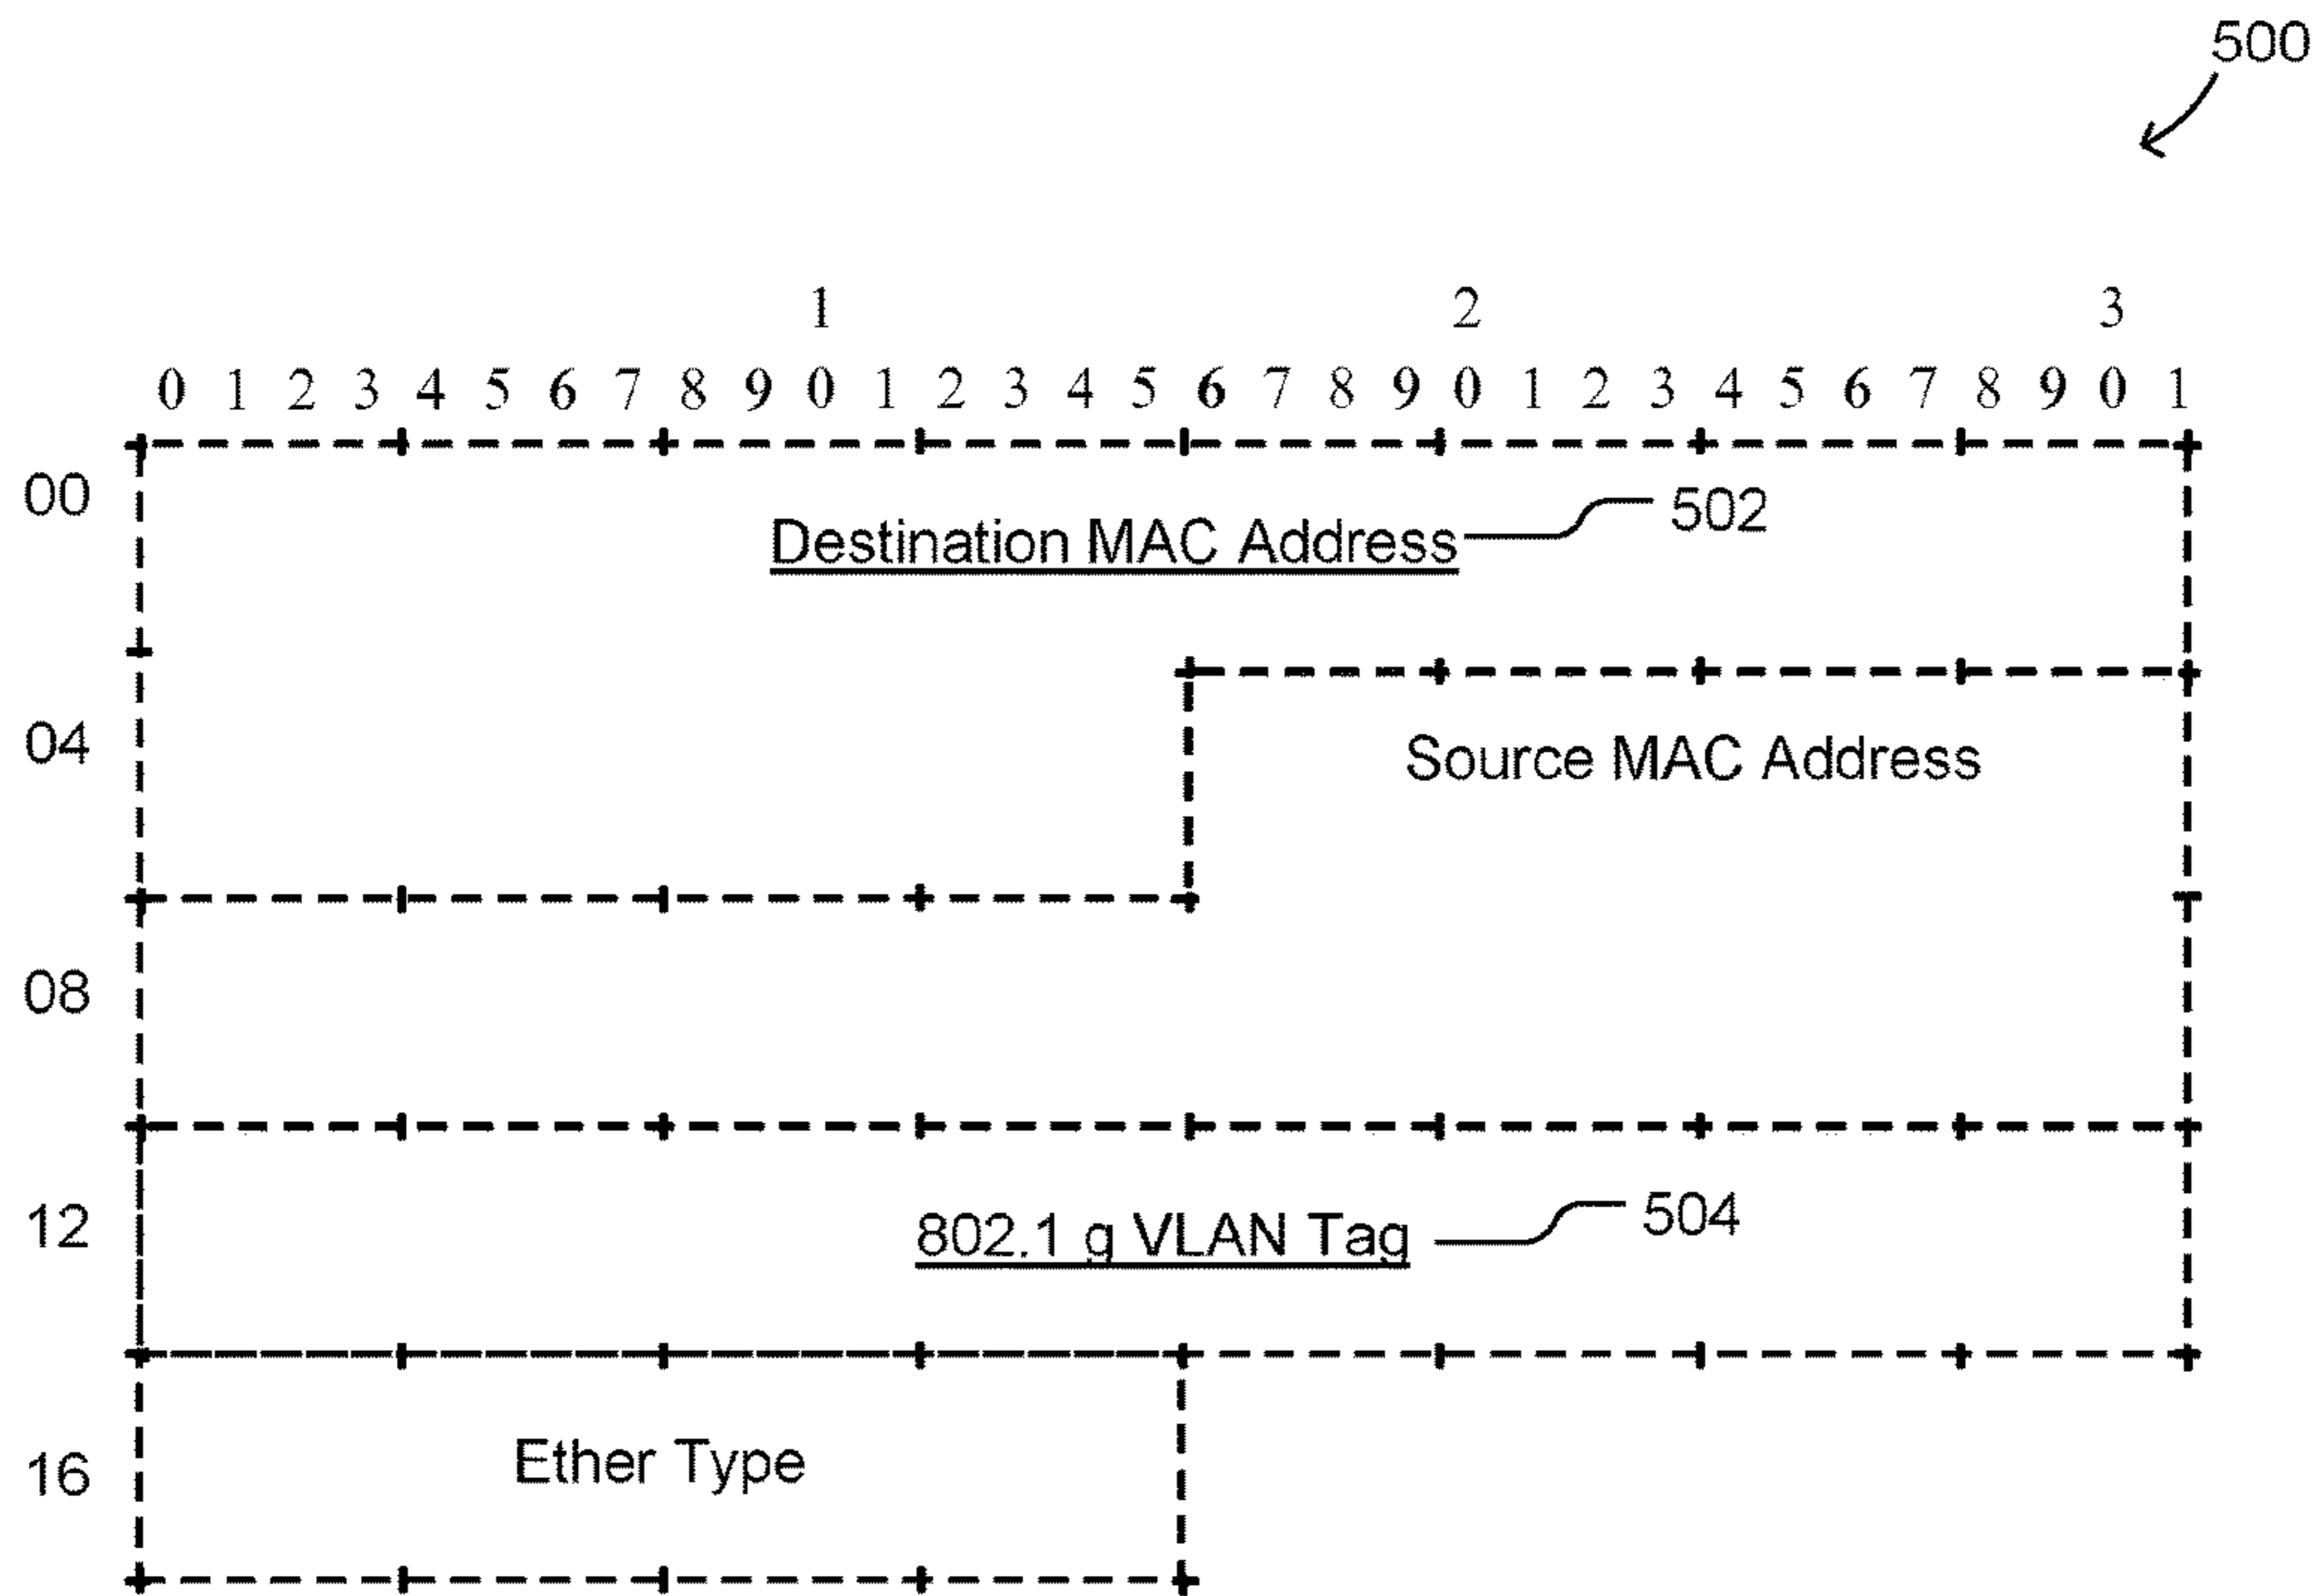 500
1 2 3
0 1 2 3 4 5 6 7 8 9 0 1 2 3 4 5 6 7 8 9 0 1 2 3 4 5 6 7 8 9 0 1
00
Destination MAC Address 502
04
Source MAC Address
08
12
802.1 q VLAN Tag 504
16
Ether Type